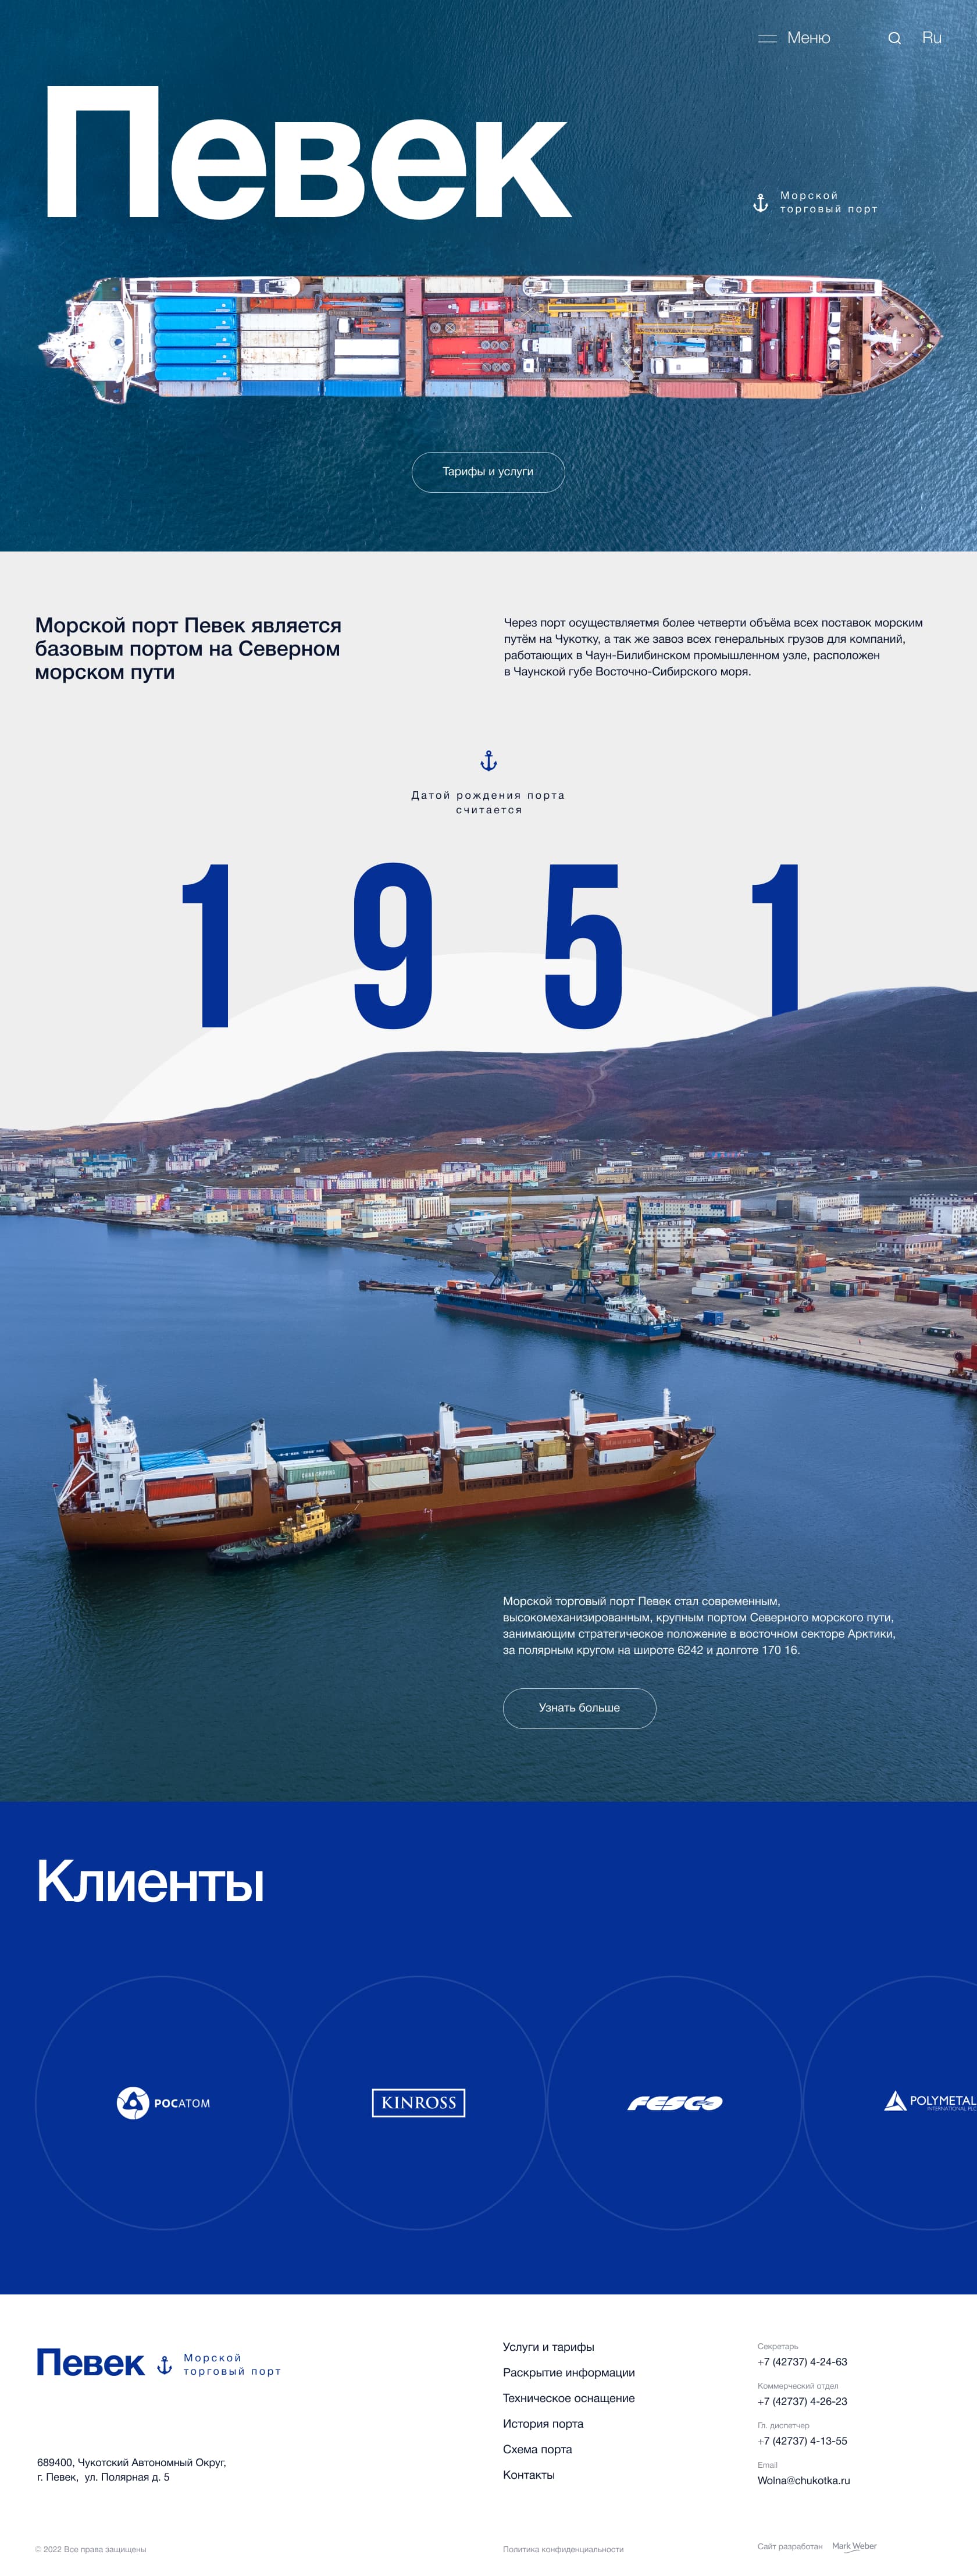 Меню
Ru
Певек
Морской
торговый порт
Тарифы и услуги
Морской порт Певек является
базовым портом на Северном
морском пути
Через порт осуществляетмя более четверти объёма всех поставок морским
путём на Чукотку, а так же завоз всех генеральных грузов для компаний,
работающих в Чаун-Билибинском промышленном узле, расположен
в Чаунской губе Восточно-Сибирского моря.
Датой рождения порта
считается
1951
Морской торговый порт Певек стал современным,
высокомеханизированным, крупным портом Северного морского пути,
занимающим стратегическое положение в восточном секторе Арктики,
за полярным кругом на широте 6242 и долготе 170 16.
Узнать больше
Клиенты
РОСАТОМ
KINROSS
FESCO
POLYMETAL
INTERNATIONAL PLC
Певек
Морской
торговый порт
689400, Чукотский Автономный Округ,
г. Певек, ул. Полярная д. 5
Услуги и тарифы
Раскрытие информации
Техническое оснащение
История порта
Схема порта
Контакты
Секретарь
+7 (42737) 4-24-63
Коммерческий отдел
+7 (42737) 4-26-23
Гл. диспетчер
+7 (42737) 4-13-55
Email
Wolna@chukotka.ru
© 2022 Все права защищены
Политика конфиденциальности
Сайт разработан
Mark Weber